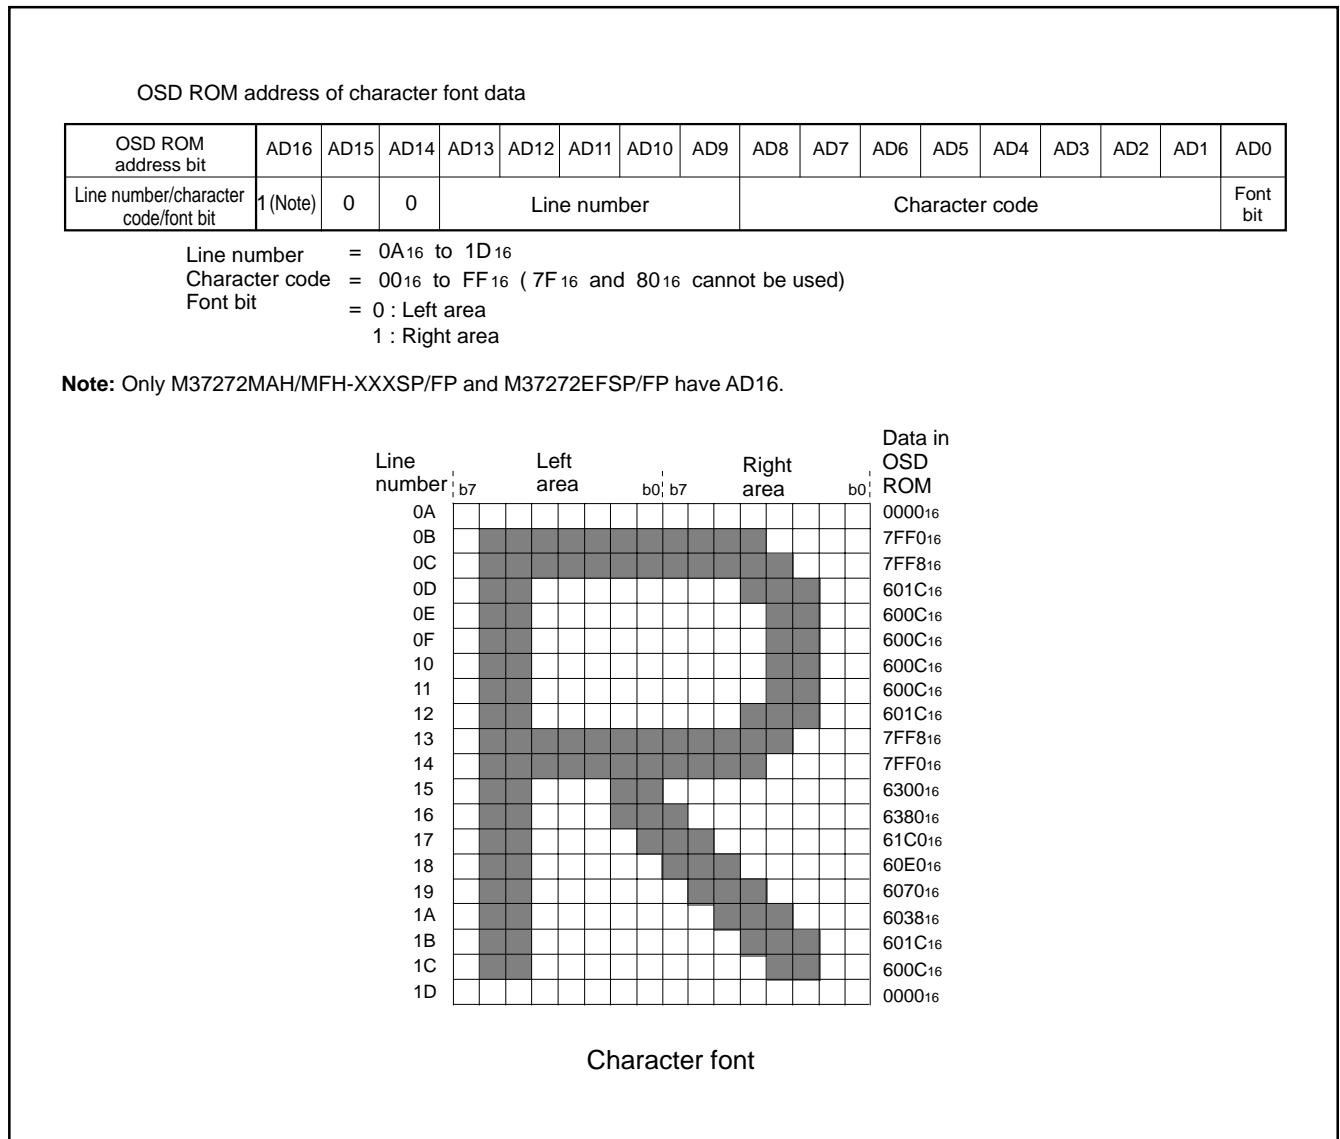 OSD ROM address of character font data
OSD ROM address bit AD16 AD15 AD14 AD13 AD12 AD11 AD10 AD9 AD8 AD7 AD6 AD5 AD4 AD3 AD2 AD1 AD0
Line number/character code/font bit 1 (Note) 0 0 Line number Character code Font bit
Line number = 0A16 to 1D16
Character code = 0016 to FF16 ( 7F16 and 8016 cannot be used)
Font bit = 0 : Left area
1 : Right area
Note: Only M37272MAH/MFH-XXXSP/FP and M37272EFSP/FP have AD16.
Line number Left area Right area Data in OSD ROM
b7 b0 b7 b0
0A 000016
0B 7FF016
0C 7FF816
0D 601C16
0E 600C16
0F 600C16
10 600C16
11 600C16
12 601C16
13 7FF816
14 7FF016
15 630016
16 638016
17 61C016
18 60E016
19 607016
1A 603816
1B 601C16
1C 600C16
1D 000016
Character font